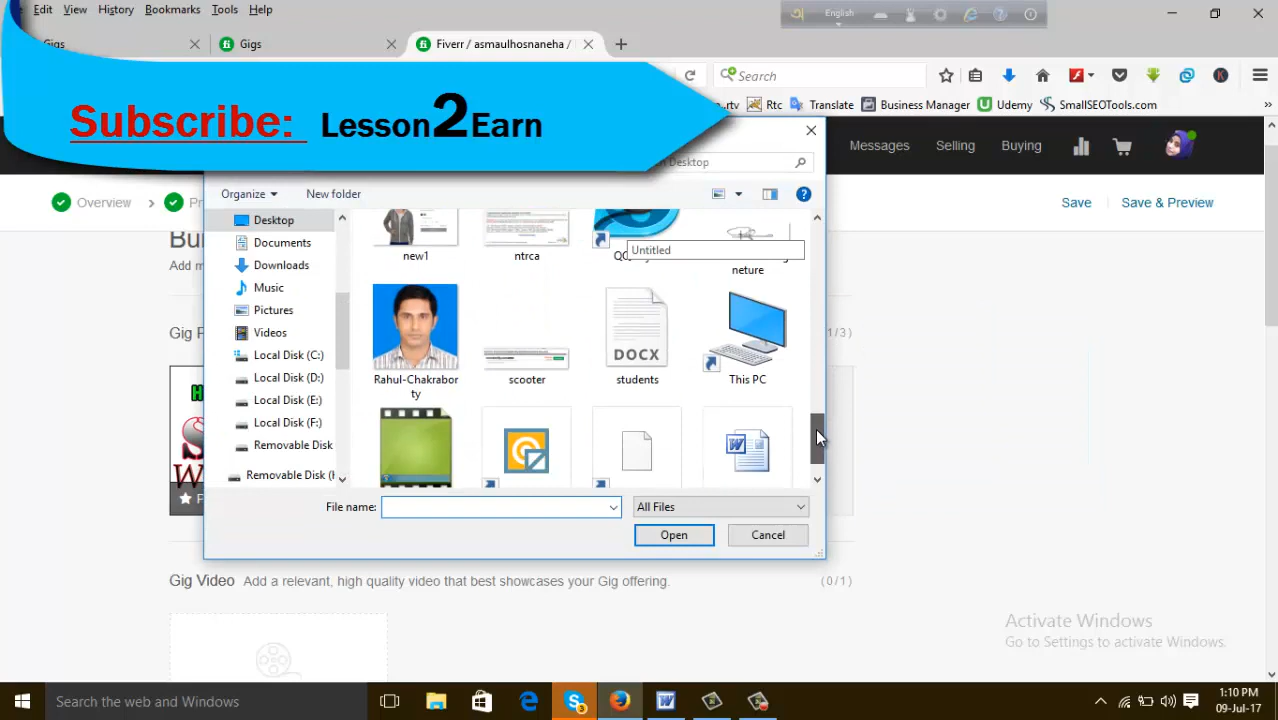 Edit View History Bookmarks Tools Help
English
Gigs
Gigs
Fiverr / asmaulhosnaneha /
Search
Rtc Translate Business Manager Udemy SmallSEOTools.com »
Subscribe: Lesson2Earn
Messages Selling Buying
Desktop
Overview
Save Save & Preview
Organize New folder
Desktop
Documents
Downloads
Music
Pictures
Videos
Local Disk (C:)
Local Disk (D:)
Local Disk (E:)
Local Disk (F:)
Removable Disk
Removable Disk (
new1
ntrca
Untitled
neture
Rahul-Chakrabor
ty
scooter
DOCX
students
This PC
File name:
All Files
Open Cancel
Add m
Gig
1/3)
Gig Video Add a relevant, high quality video that best showcases your Gig offering.
(0/1)
Activate Windows
Go to Settings to activate Windows.
Search the web and Windows
1:10 PM
09-Jul-17